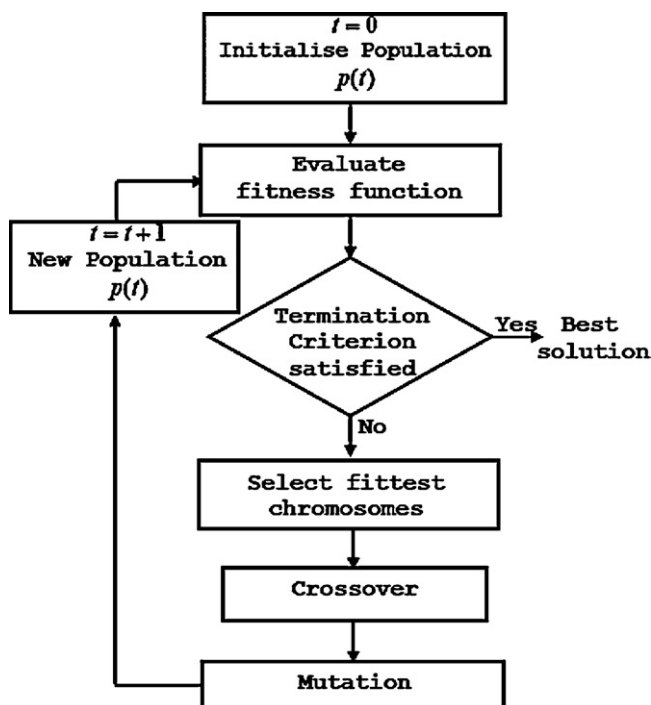 t = 0
Initialise Population
p(t)
Evaluate
fitness function
t = t+1
New Population
p(t)
Termination
Criterion
satisfied
Yes Best
solution
No
Select fittest
chromosomes
Crossover
Mutation